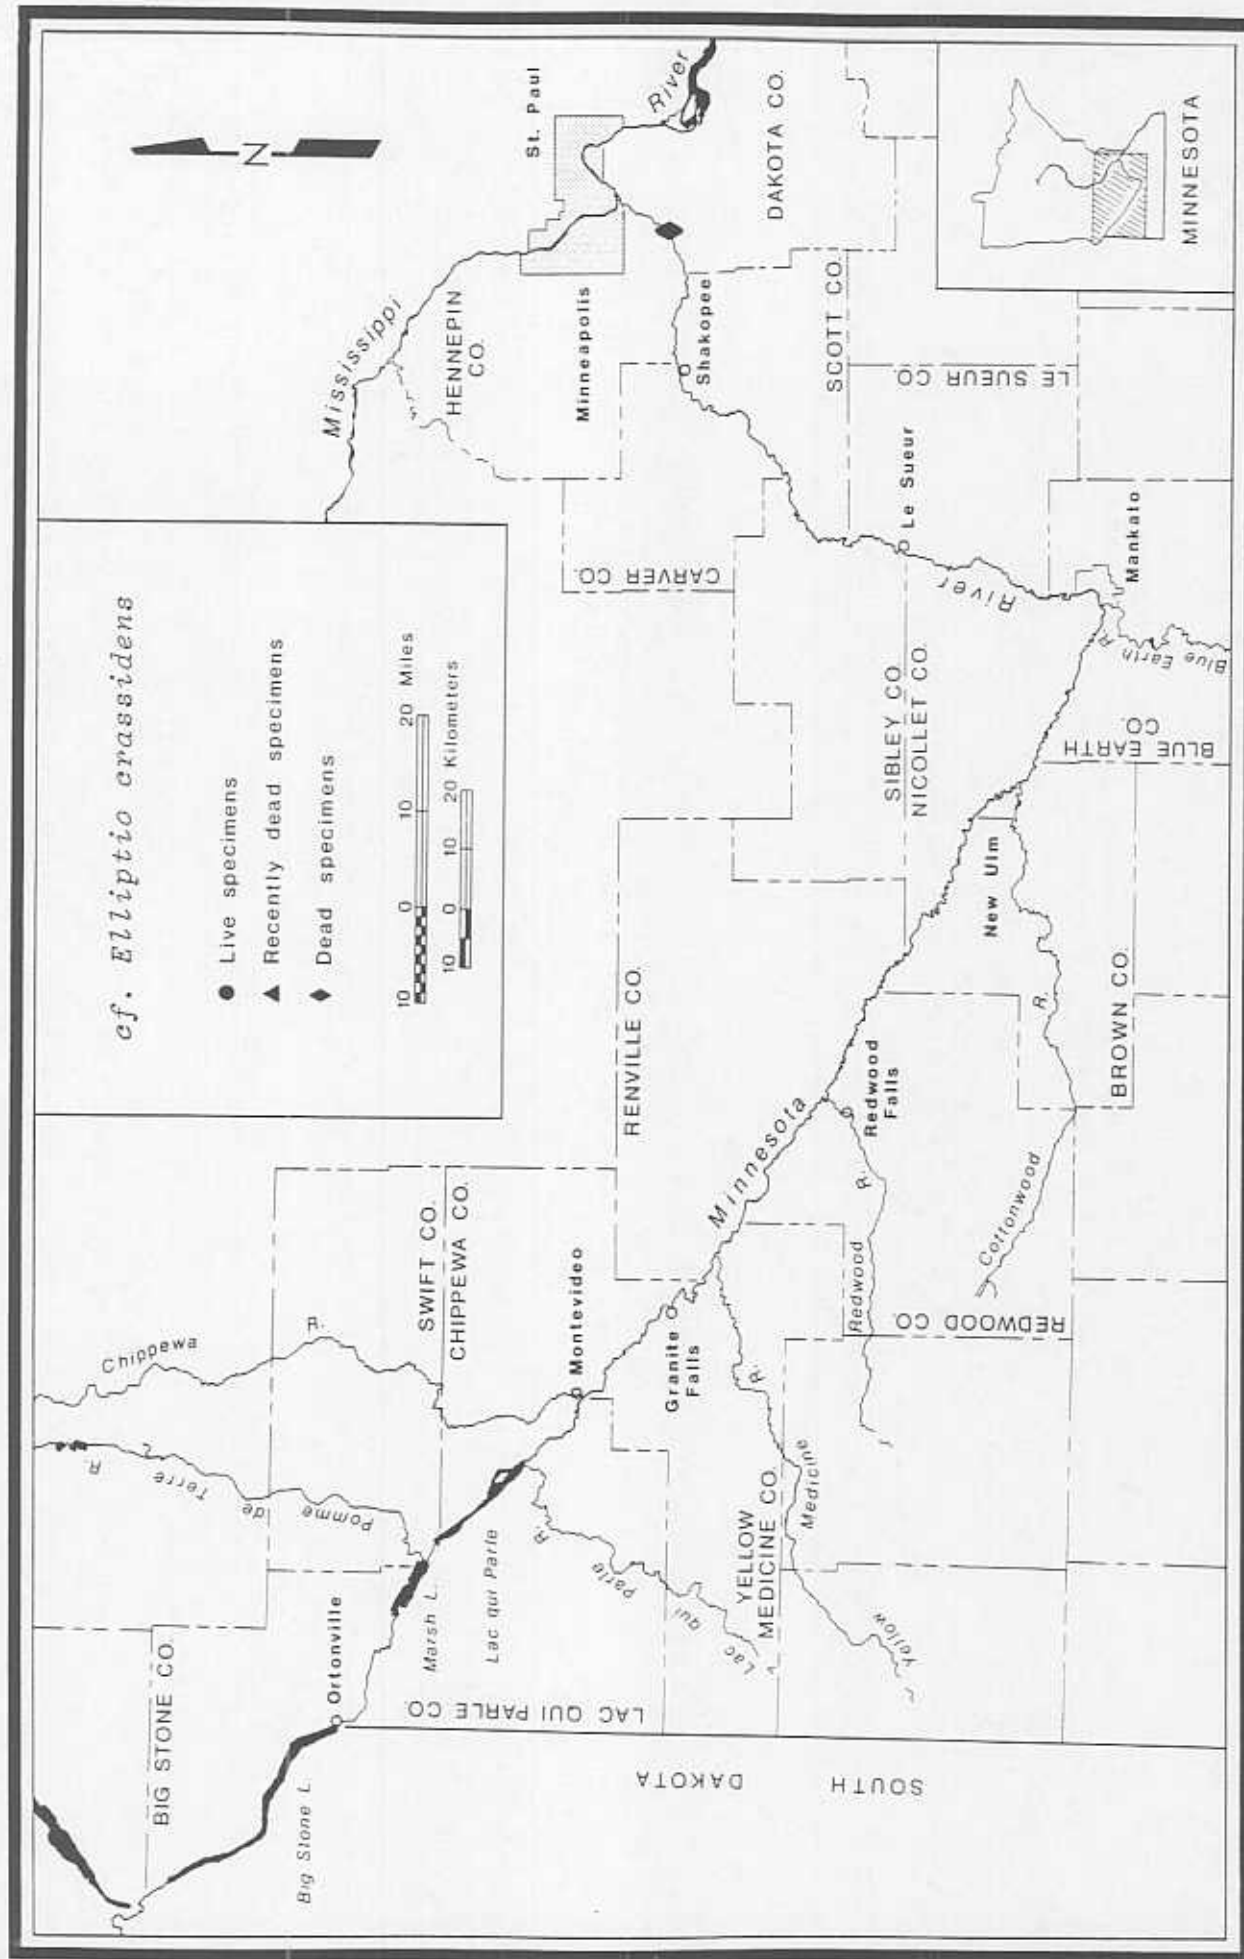 cf. Elliptio crassidens
Live specimens
Recently dead specimens
Dead specimens
10 0 10 20 Miles
10 0 10 20 Kilometers
N
Mississippi
River
St. Paul
HENNEPIN
CO.
Minneapolis
Shakopee
DAKOTA CO.
SCOTT CO.
CARVER CO.
LE SUEUR CO.
Le Sueur
SIBLEY CO.
NICOLLET CO.
River
Mankato
Blue Earth
R.
BLUE EARTH
CO.
New Ulm
BROWN CO.
R.
Cottonwood
RENVILLE CO.
Redwood
Falls
Minnesota
Redwood
R.
REDWOOD CO.
Chippewa
R.
SWIFT CO.
CHIPPEWA CO.
Montevideo
Granite
Falls
Yellow
Medicine
R.
YELLOW
MEDICINE CO.
Pomme
de
Terre
R.
Lac qui Parle
Marsh L.
Lac
qui
Parle
R.
LAC QUI PARLE CO.
BIG STONE CO.
Ortonville
Big Stone L.
SOUTH
DAKOTA
MINNESOTA